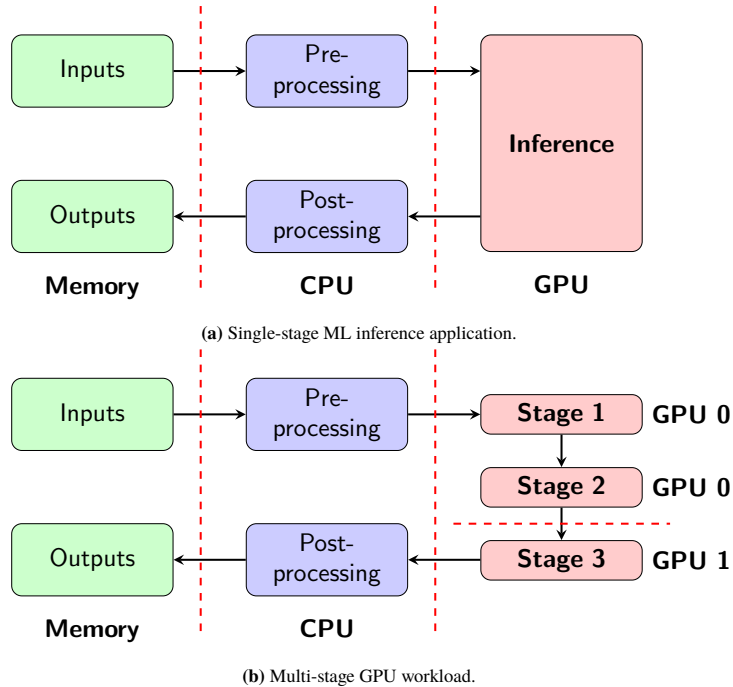 Inputs
Pre-
processing
Inference
Outputs
Post-
processing
Memory
CPU
GPU
(a) Single-stage ML inference application.
Inputs
Pre-
processing
Stage 1
GPU 0
Stage 2
GPU 0
Outputs
Post-
processing
Stage 3
GPU 1
Memory
CPU
(b) Multi-stage GPU workload.